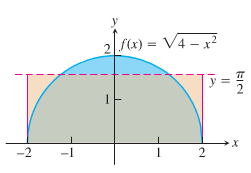 y
2
f(x) = √4 − x²
y = π/2
1
−2
−1
1
2
x